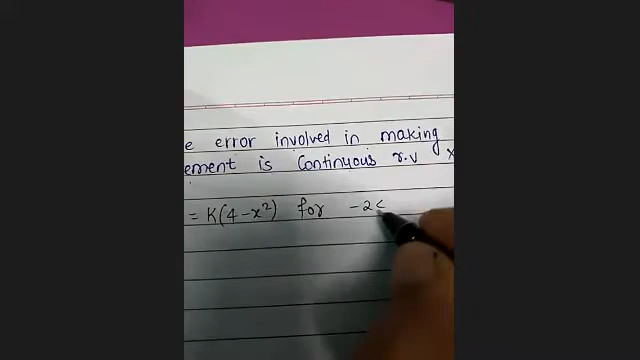 e error involved in making
ement is Continuous r.v x
= K(4-x²) for -2<